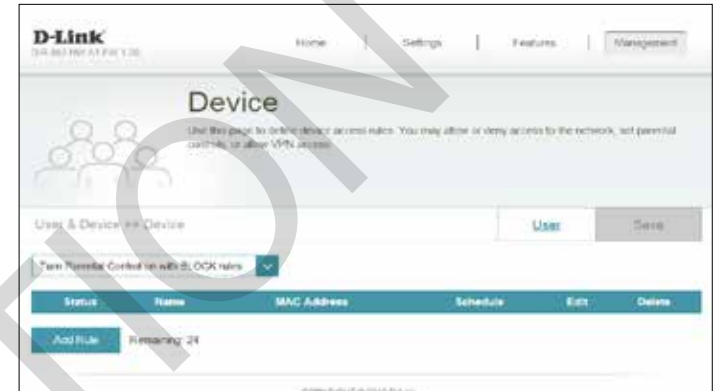 D-Link
Home | Settings | Features | Management
Device
Use this page to define device access rules. You may allow or deny access to the network, set parental
controls, or allow VPN access.
User & Device >> Device
User
Save
Turn Parental Control on with BLOCK rules
Status Name MAC Address Schedule Edit Delete
Add Rule Remaining: 24